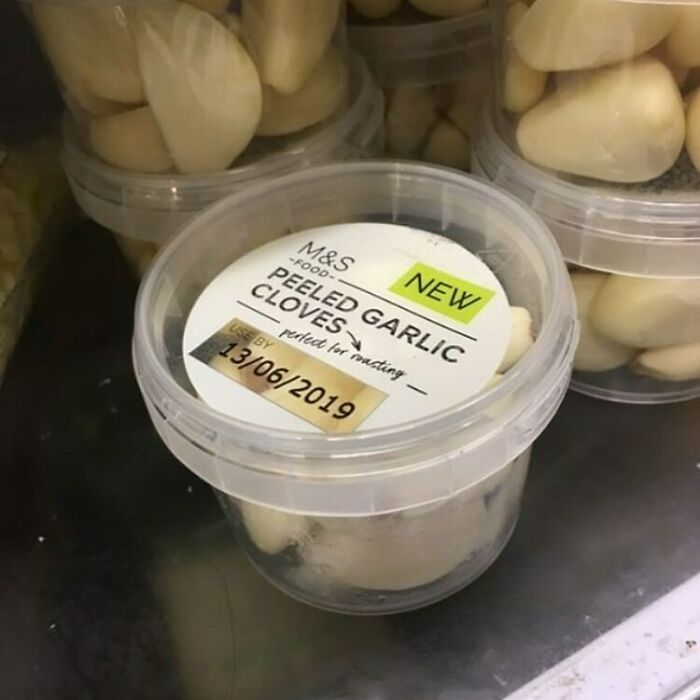 M&S
-FOOD-
NEW
PEELED GARLIC
CLOVES
perfect for roasting
USE BY
13/06/2019